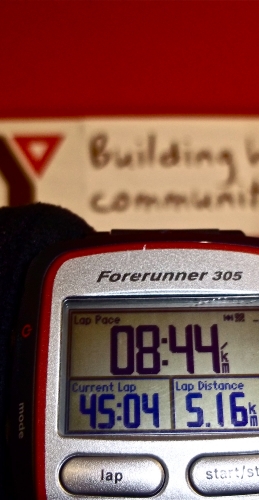 Building
communit
Forerunner 305
Lap Pace
08:44 /km
Current Lap
Lap Distance
45:04
5.16 km
mode
lap
start/st